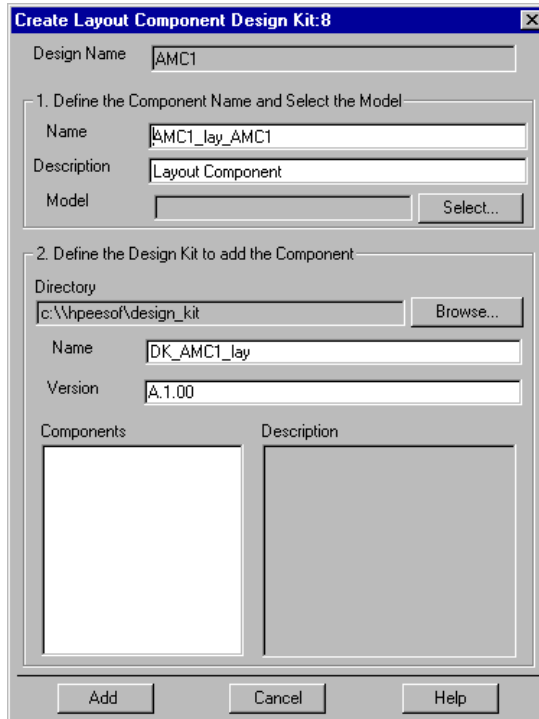 Create Layout Component Design Kit:8
Design Name AMC1
1. Define the Component Name and Select the Model
Name AMC1_lay_AMC1
Description Layout Component
Model Select...
2. Define the Design Kit to add the Component
Directory
c:\\hpeesof\design_kit Browse...
Name DK_AMC1_lay
Version A.1.00
Components Description
Add Cancel Help